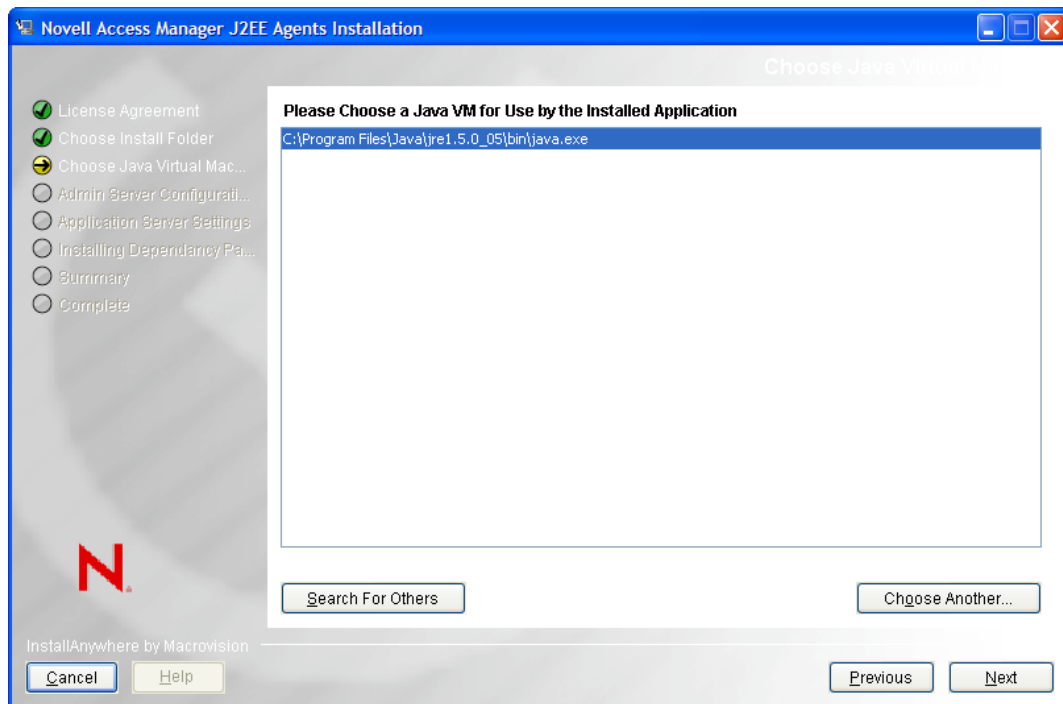 Novell Access Manager J2EE Agents Installation
Choose Java Virtual
License Agreement
Choose Install Folder
Choose Java Virtual Mac...
Admin Server Configurati...
Application Server Settings
Installing Dependancy Pa...
Summary
Complete
Please Choose a Java VM for Use by the Installed Application
C:\Program Files\Java\jre1.5.0_05\bin\java.exe
N
Search For Others
Choose Another...
InstallAnywhere by Macrovision
Cancel
Help
Previous
Next